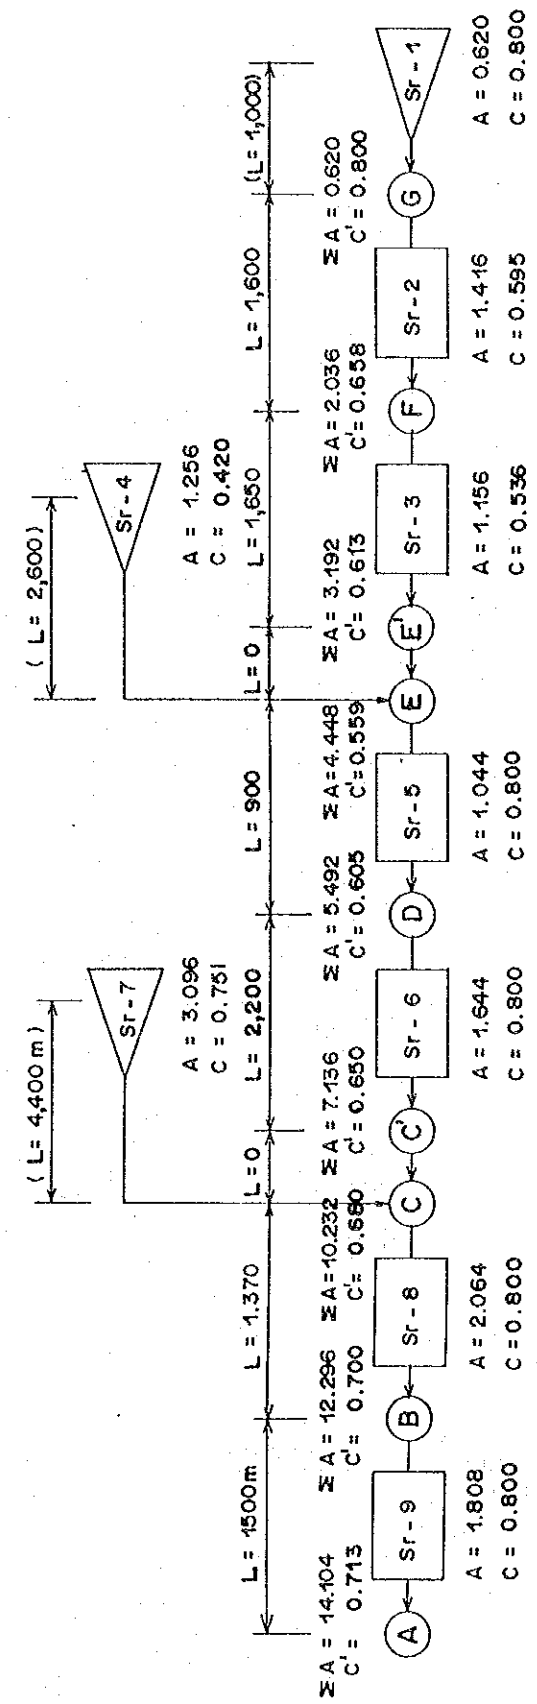 ( L= 4,400 m)
( L= 2,600)
Sr-7
A = 3.096
C = 0.751
Sr-4
A = 1.256
C = 0.420
L = 1500m
L = 1.370
L=0
L= 2,200
L= 900
L=0
L= 1,650
L= 1,600
(L= 1,000)
ΣA = 14.104
C' = 0.713
ΣA = 12.296
C' = 0.700
ΣA=10.232
C' = 0.680
ΣA= 7.136
C' = 0.650
ΣA = 5.492
C' = 0.605
ΣA=4.448
C'= 0.559
ΣA= 3.192
C'= 0.613
ΣA = 2.036
C'= 0.658
ΣA= 0.620
C'= 0.800
A
Sr-9
B
Sr-8
C
C'
Sr-6
D
Sr-5
E
E'
Sr-3
F
Sr-2
G
Sr-1
A = 1.808
C = 0.800
A = 2.064
C = 0.800
A = 1.644
C = 0.800
A = 1.044
C = 0.800
A = 1.156
C = 0.536
A = 1.416
C = 0.595
A = 0.620
C = 0.800